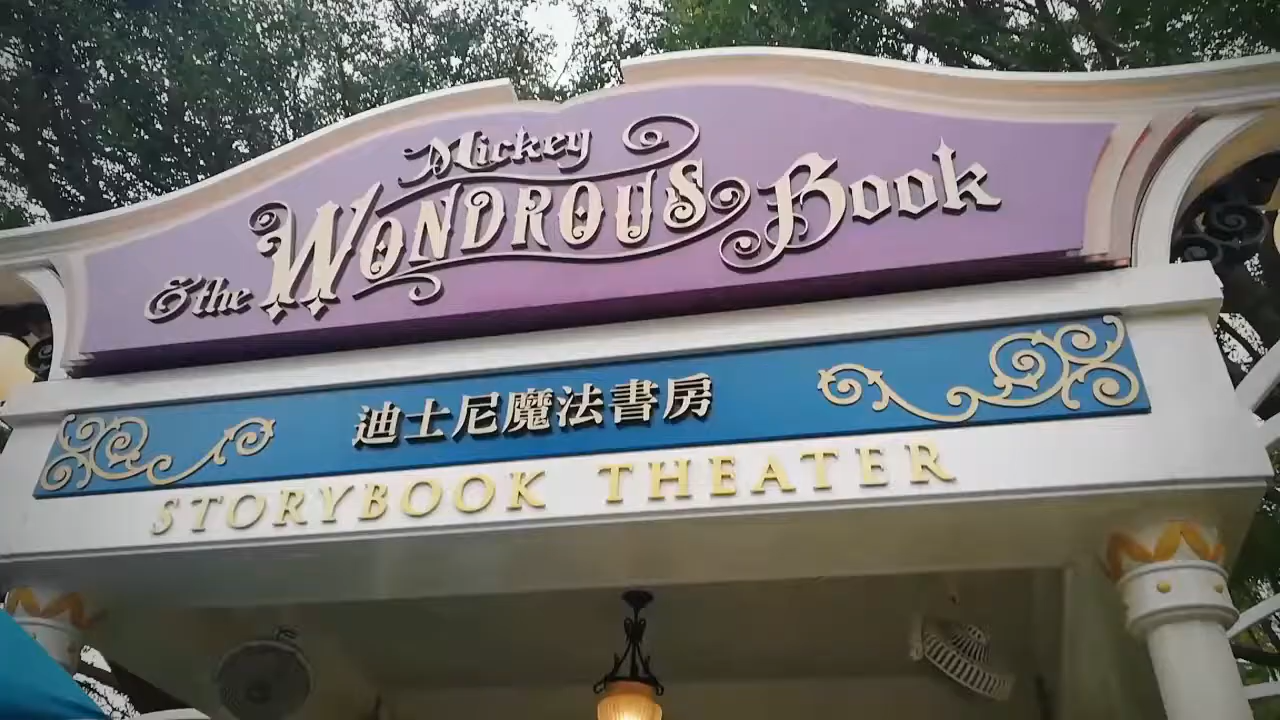 Mickey
& the WONDROUS Book
迪士尼魔法書房
STORYBOOK THEATER